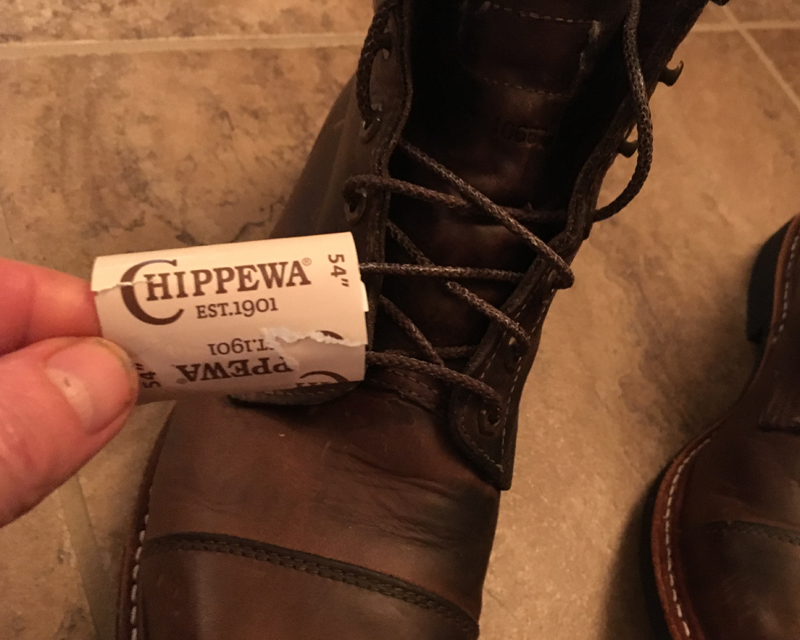 CHIPPEWA® 54"
EST.1901
T.1901
54" PPEWA® C